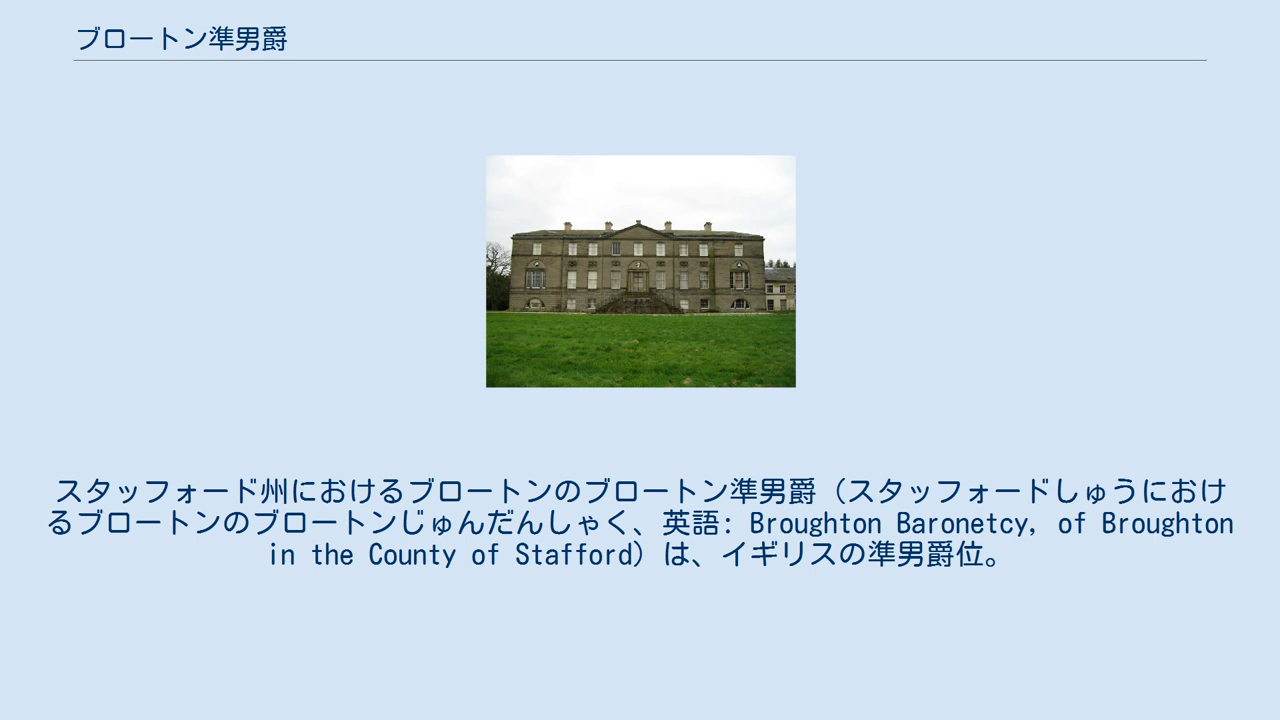 ブロートン準男爵
スタッフォード州におけるブロートンのブロートン準男爵（スタッフォードしゅうにおけ
るブロートンのブロートンじゅんだんしゃく、英語: Broughton Baronetcy, of Broughton
in the County of Stafford）は、イギリスの準男爵位。